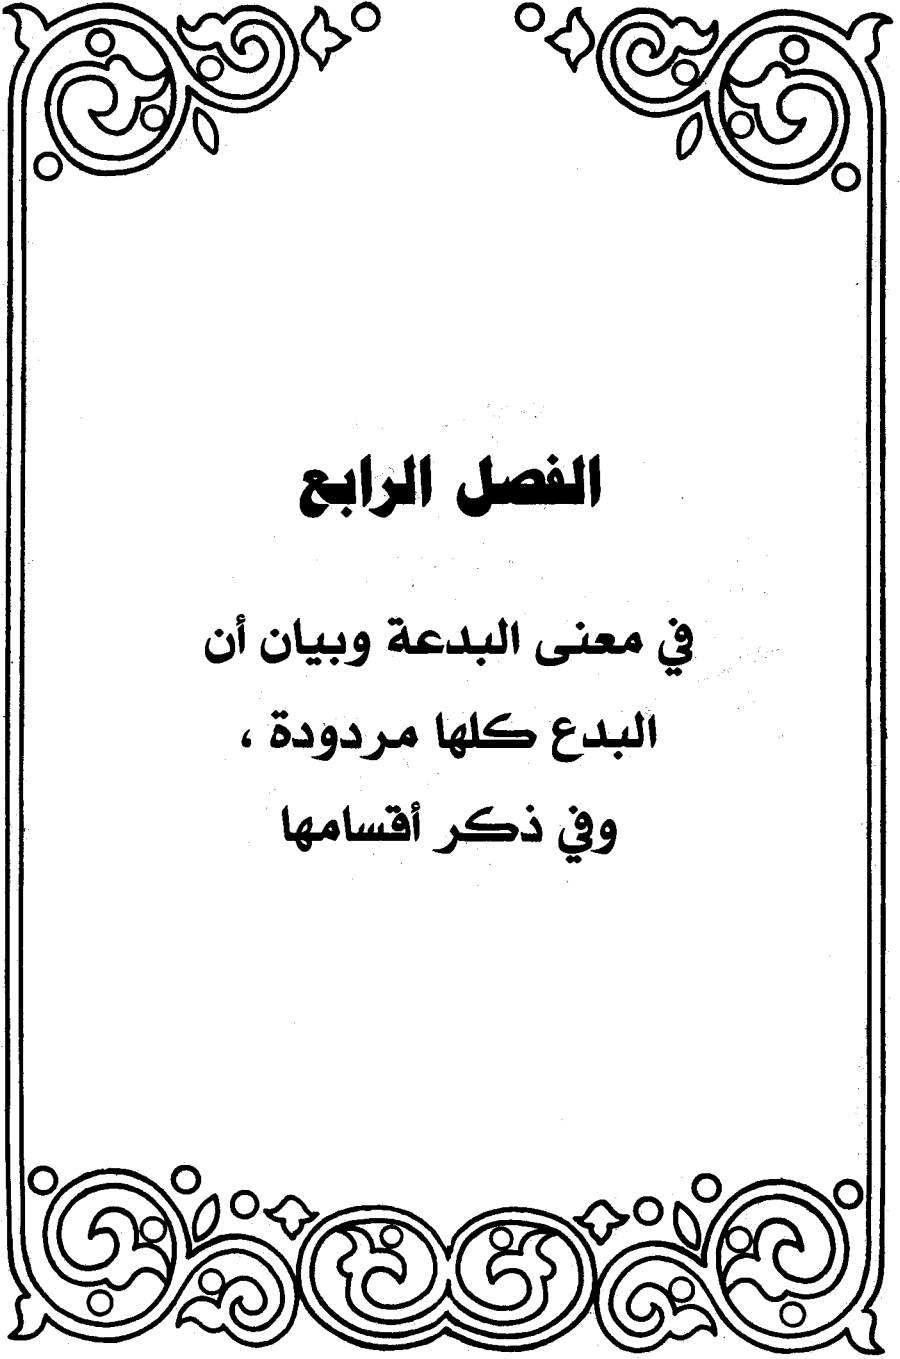 الفصل الرابع
في معنى البدعة وبيان أن
البدع كلها مردودة ،
وفي ذكر أقسامها